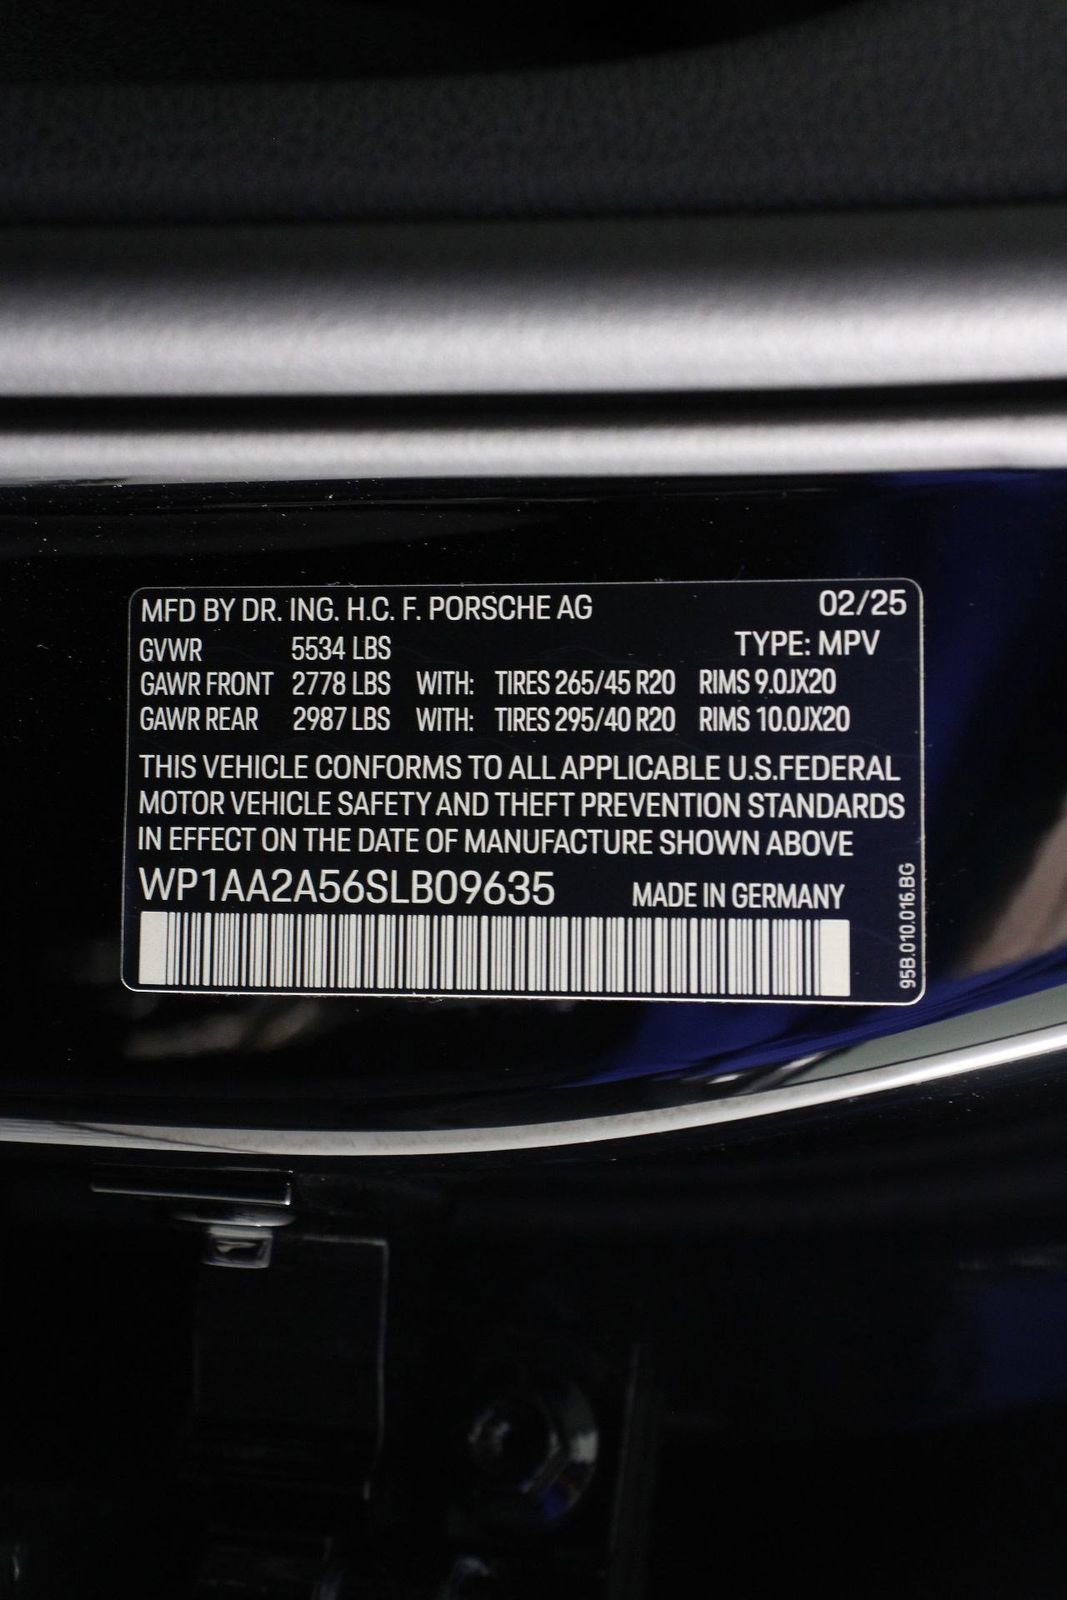 MFD BY DR. ING. H.C. F. PORSCHE AG 02/25
GVWR 5534 LBS TYPE: MPV
GAWR FRONT 2778 LBS WITH: TIRES 265/45 R20 RIMS 9.0JX20
GAWR REAR 2987 LBS WITH: TIRES 295/40 R20 RIMS 10.0JX20
THIS VEHICLE CONFORMS TO ALL APPLICABLE U.S.FEDERAL
MOTOR VEHICLE SAFETY AND THEFT PREVENTION STANDARDS
IN EFFECT ON THE DATE OF MANUFACTURE SHOWN ABOVE
WP1AA2A56SLB09635 MADE IN GERMANY
95B.010.016.BG